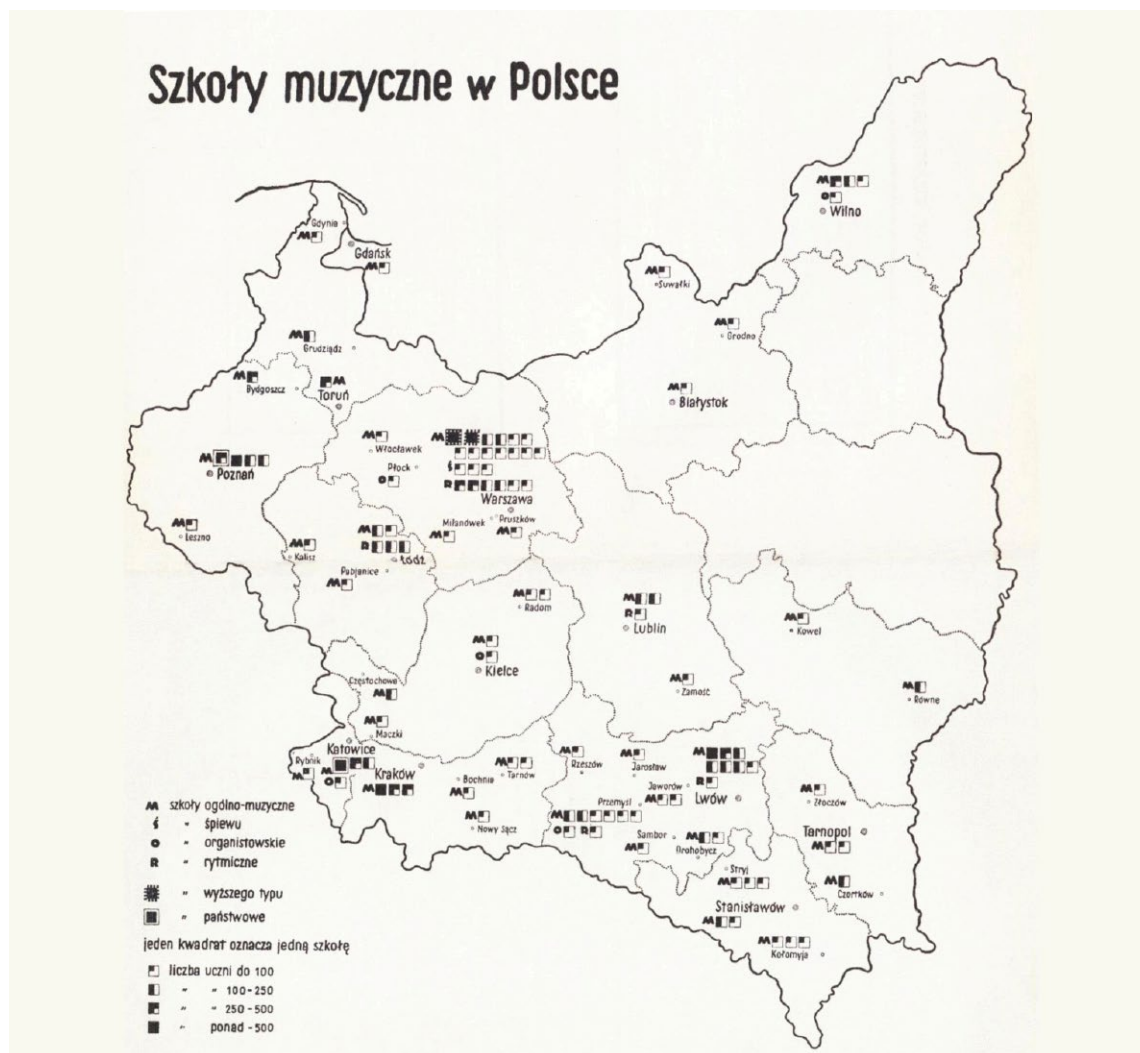 Szkoły muzyczne w Polsce
Wilno
Gdynia
Gdańsk
Suwałki
Grodno
Grudziądz
Bydgoszcz
Toruń
Białystok
Włocławek
Płock
Poznań
Warszawa
Milanówek
Pruszków
Leszno
Kalisz
Łódź
Pabjanice
Radom
Lublin
Kowel
Kielce
Zamość
Równe
Częstochowa
Maczki
Katowice
Rybnik
Kraków
Bochnia
Tarnów
Rzeszów
Jarosław
Jaworów
Lwów
Przemyśl
Złoczów
Nowy Sącz
Sambor
Drohobycz
Tarnopol
Stryj
Czortków
Stanisławów
Kołomyja
M szkoły ogólno-muzyczne
ś " śpiewu
O " organistowskie
R " rytmiczne
" wyższego typu
" państwowe
jeden kwadrat oznacza jedną szkołę
liczba uczni do 100
" " 100-250
" " 250-500
" ponad -500